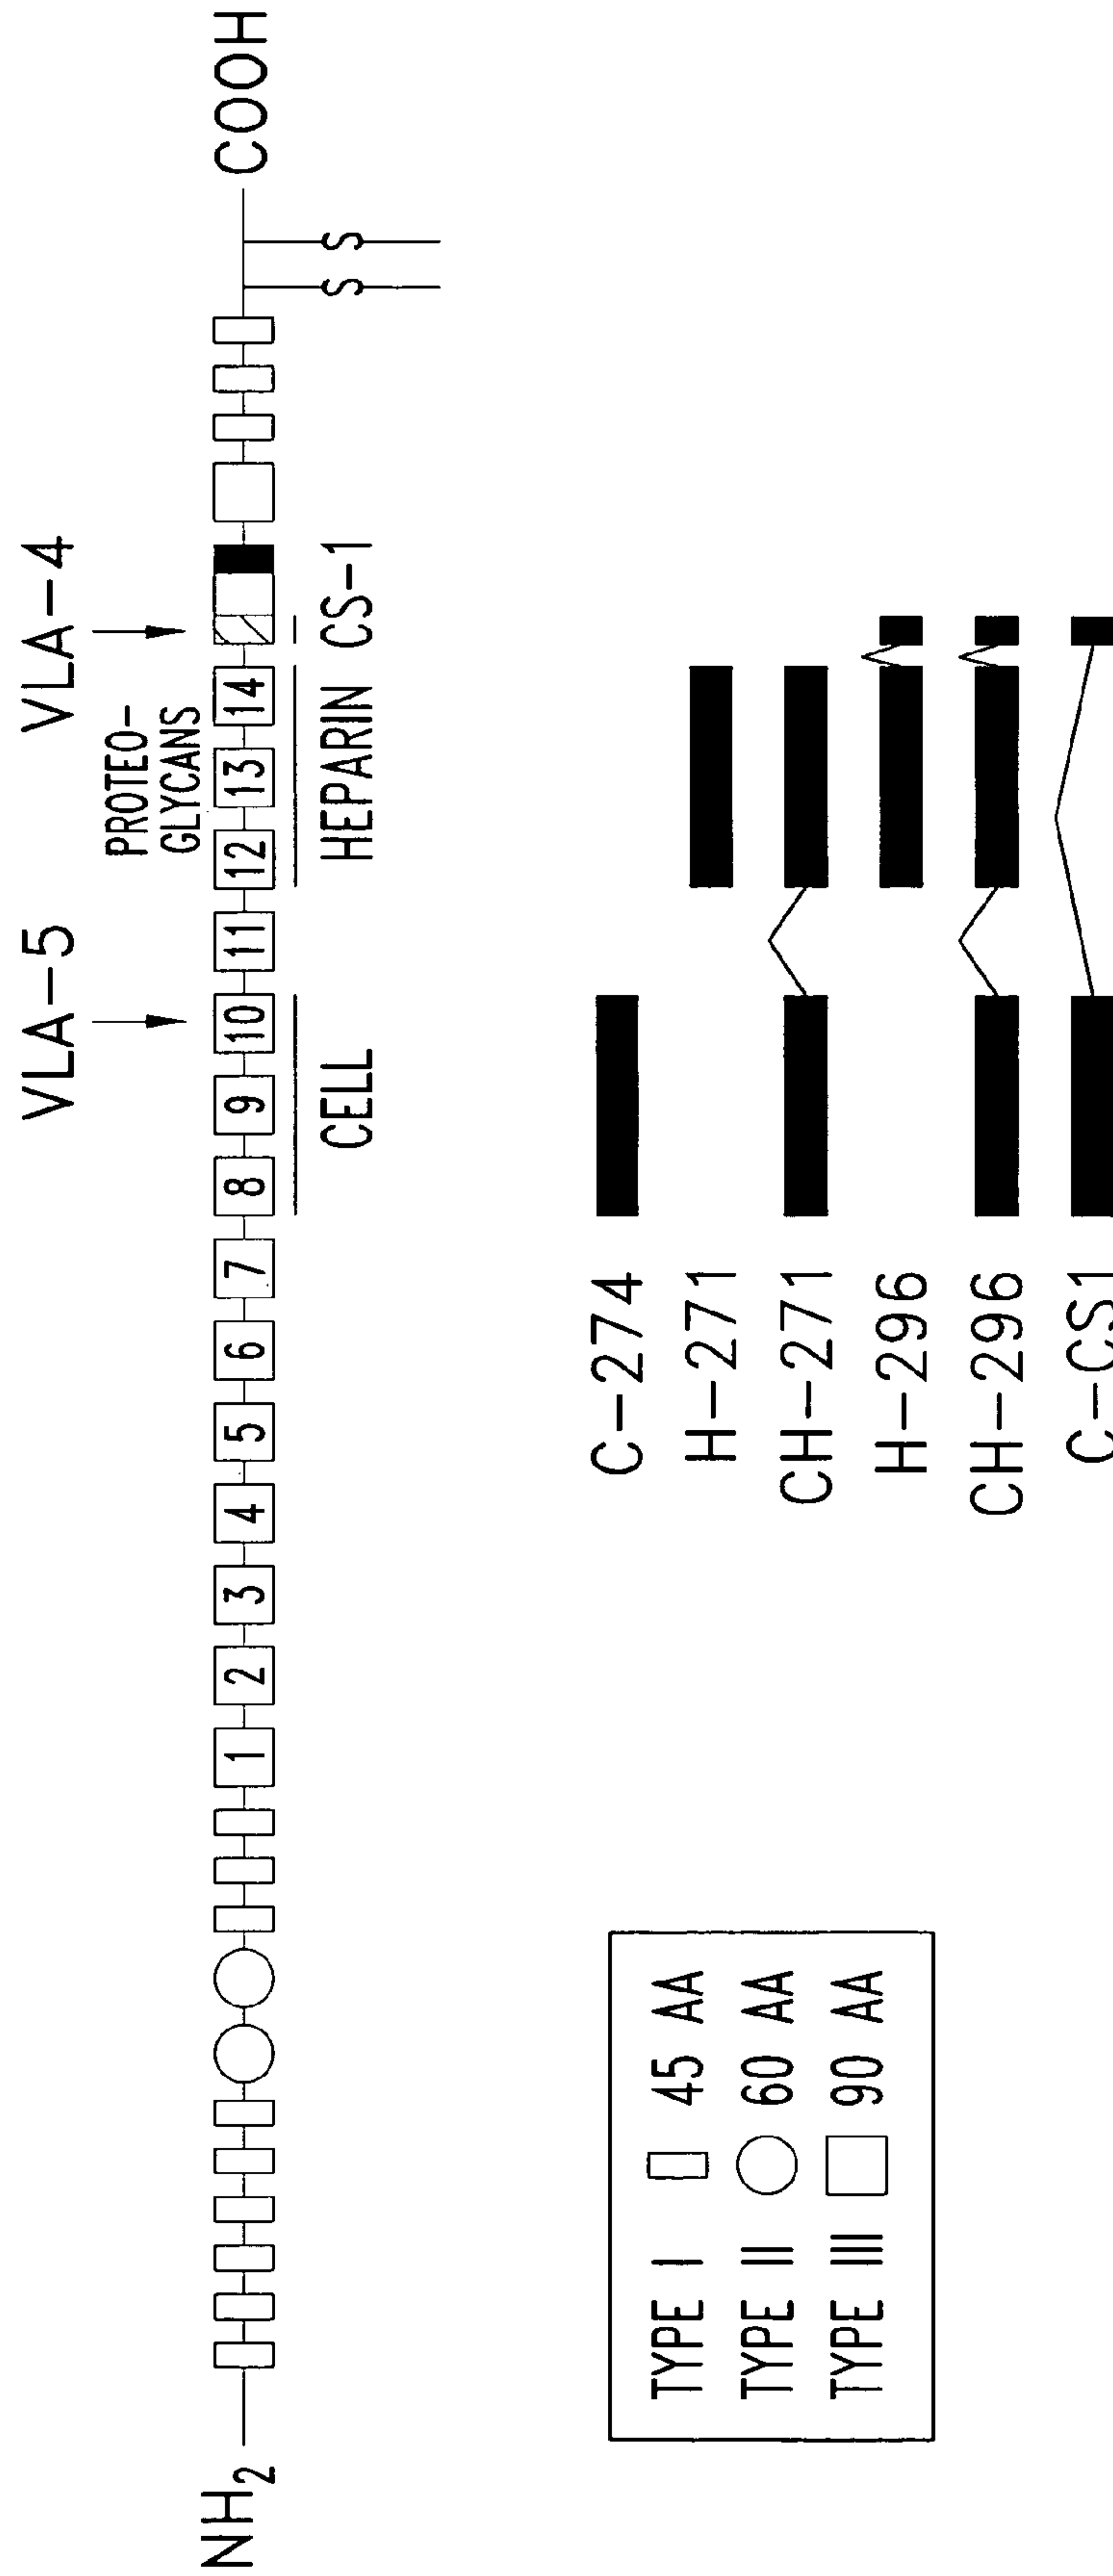 VLA-5
VLA-4
PROTEO-
GLYCANS
NH2
1 2 3 4 5 6 7 8 9 10 11 12 13 14
COOH
CELL
HEPARIN
CS-1
S S
TYPE I 45 AA
TYPE II 60 AA
TYPE III 90 AA
C-274
H-271
CH-271
H-296
CH-296
C-CS1